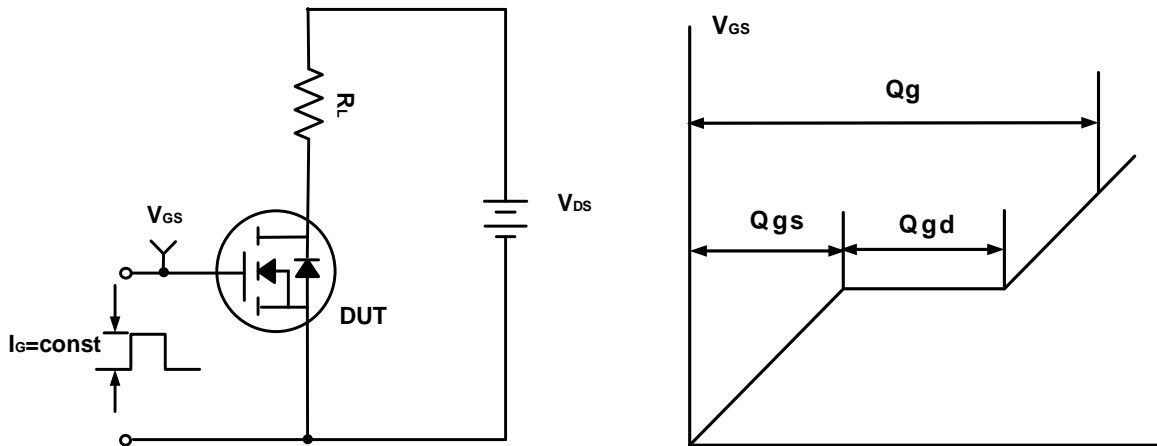 RL
VDS
VGS
DUT
IG=const
VGS
Qg
Qgs
Qgd